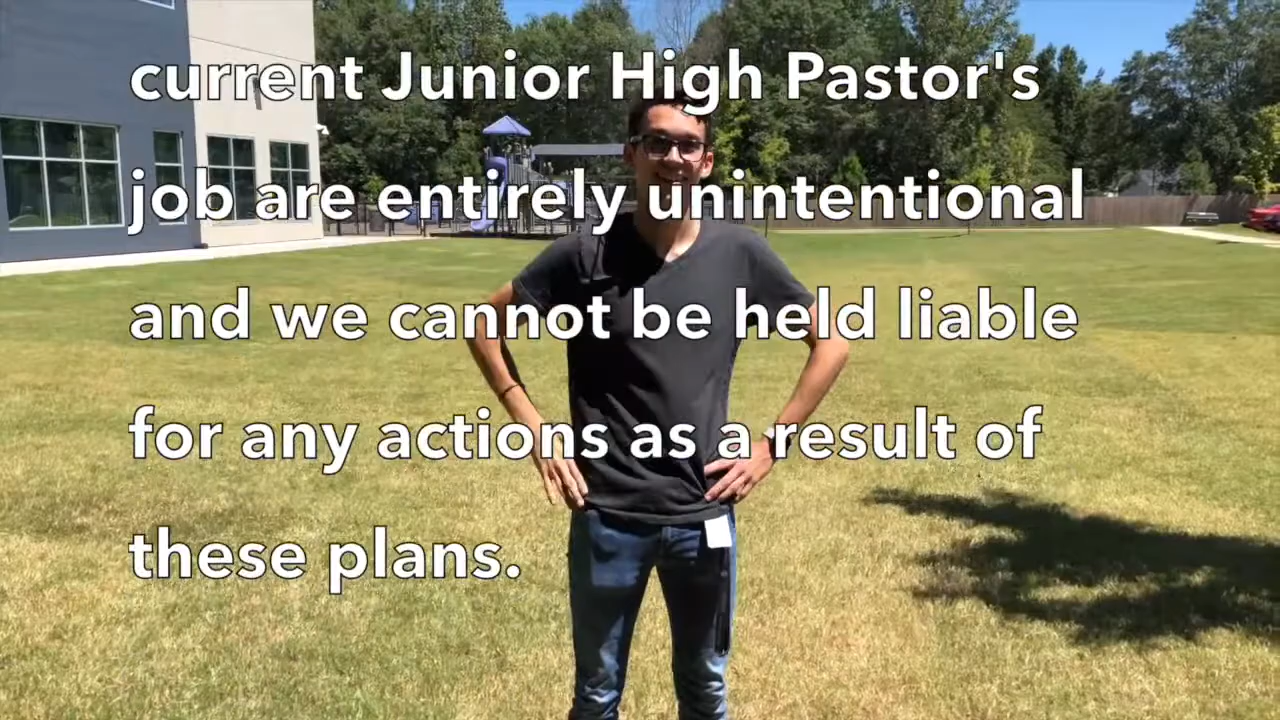 current Junior High Pastor's
job are entirely unintentional
and we cannot be held liable
for any actions as a result of
these plans.